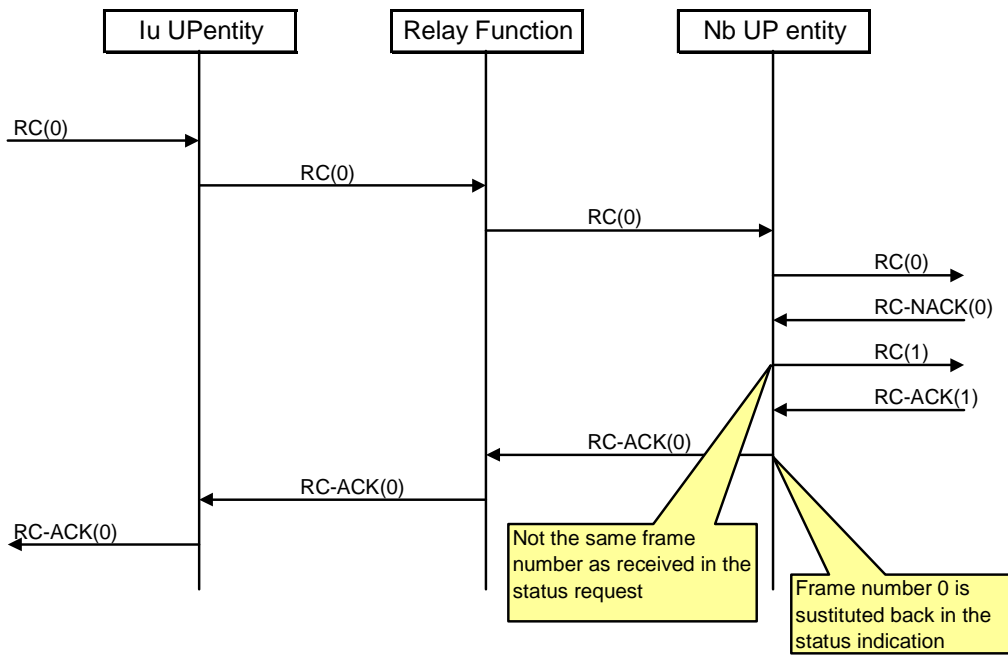 Iu UPentity
Relay Function
Nb UP entity
RC(0)
RC(0)
RC(0)
RC(0)
RC-NACK(0)
RC(1)
RC-ACK(1)
RC-ACK(0)
RC-ACK(0)
RC-ACK(0)
Not the same frame
number as received in the
status request
Frame number 0 is
sustituted back in the
status indication